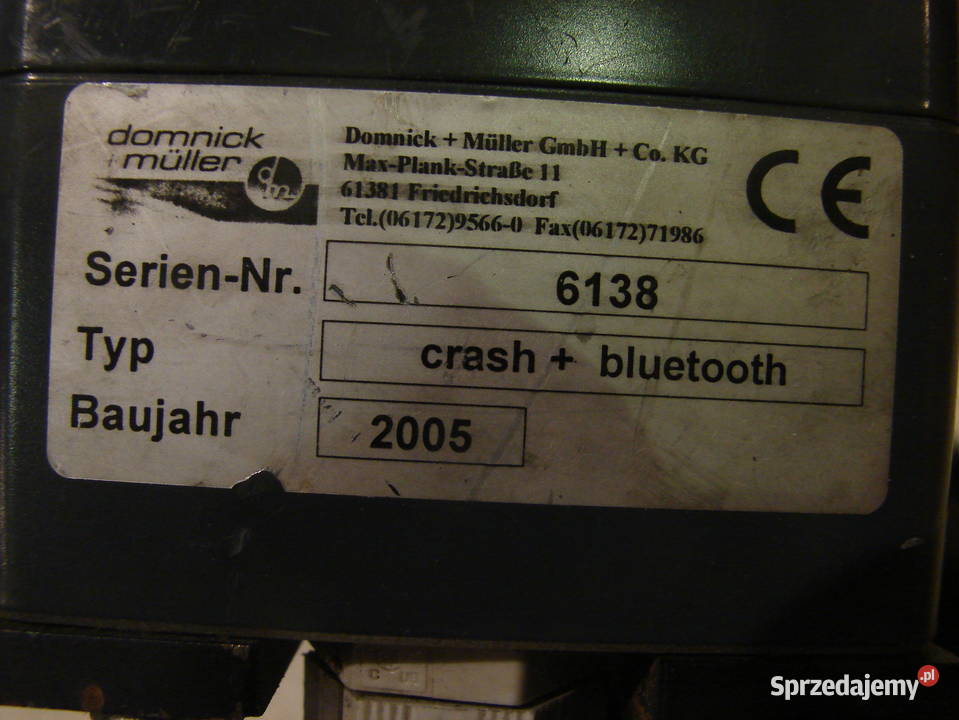 domnick
+ müller
dm
Domnick + Müller GmbH + Co. KG
Max-Plank-Straße 11
61381 Friedrichsdorf
Tel.(06172)9566-0 Fax(06172)71986
CE
Serien-Nr. 6138
Typ crash + bluetooth
Baujahr 2005
Sprzedajemy.pl